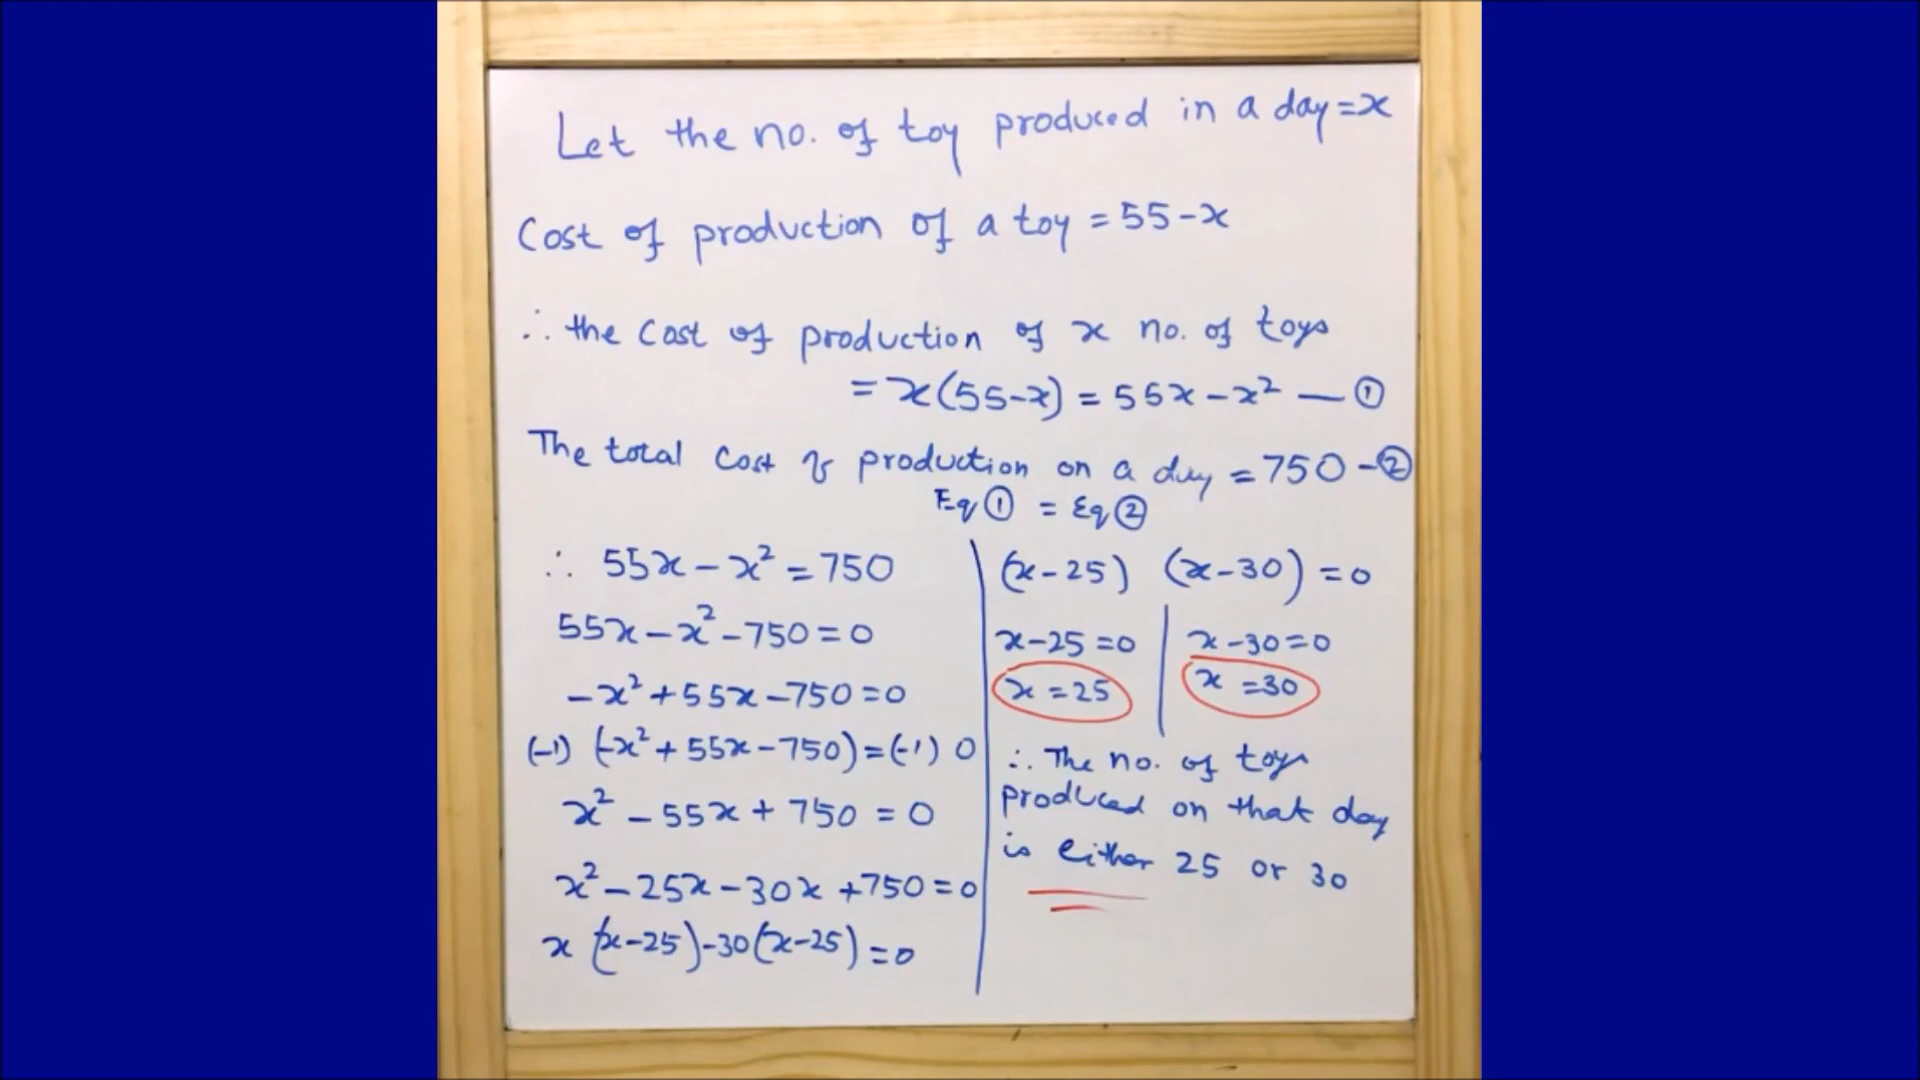 Let the no. of toy produced in a day = x
Cost of production of a toy = 55 - x
∴ the cost of production of x no. of toys
= x(55-x) = 55x - x² — ①
The total cost of production on a day = 750 - ②
Eq ① = Eq ②
∴ 55x - x² = 750
55x - x² - 750 = 0
-x² + 55x - 750 = 0
(-1) (-x² + 55x - 750) = (-1) 0
x² - 55x + 750 = 0
x² - 25x - 30x + 750 = 0
x (x-25) - 30 (x-25) = 0
(x-25) (x-30) = 0
x-25 = 0
x = 25
x-30 = 0
x = 30
∴ The no. of toys
produced on that day
is either 25 or 30